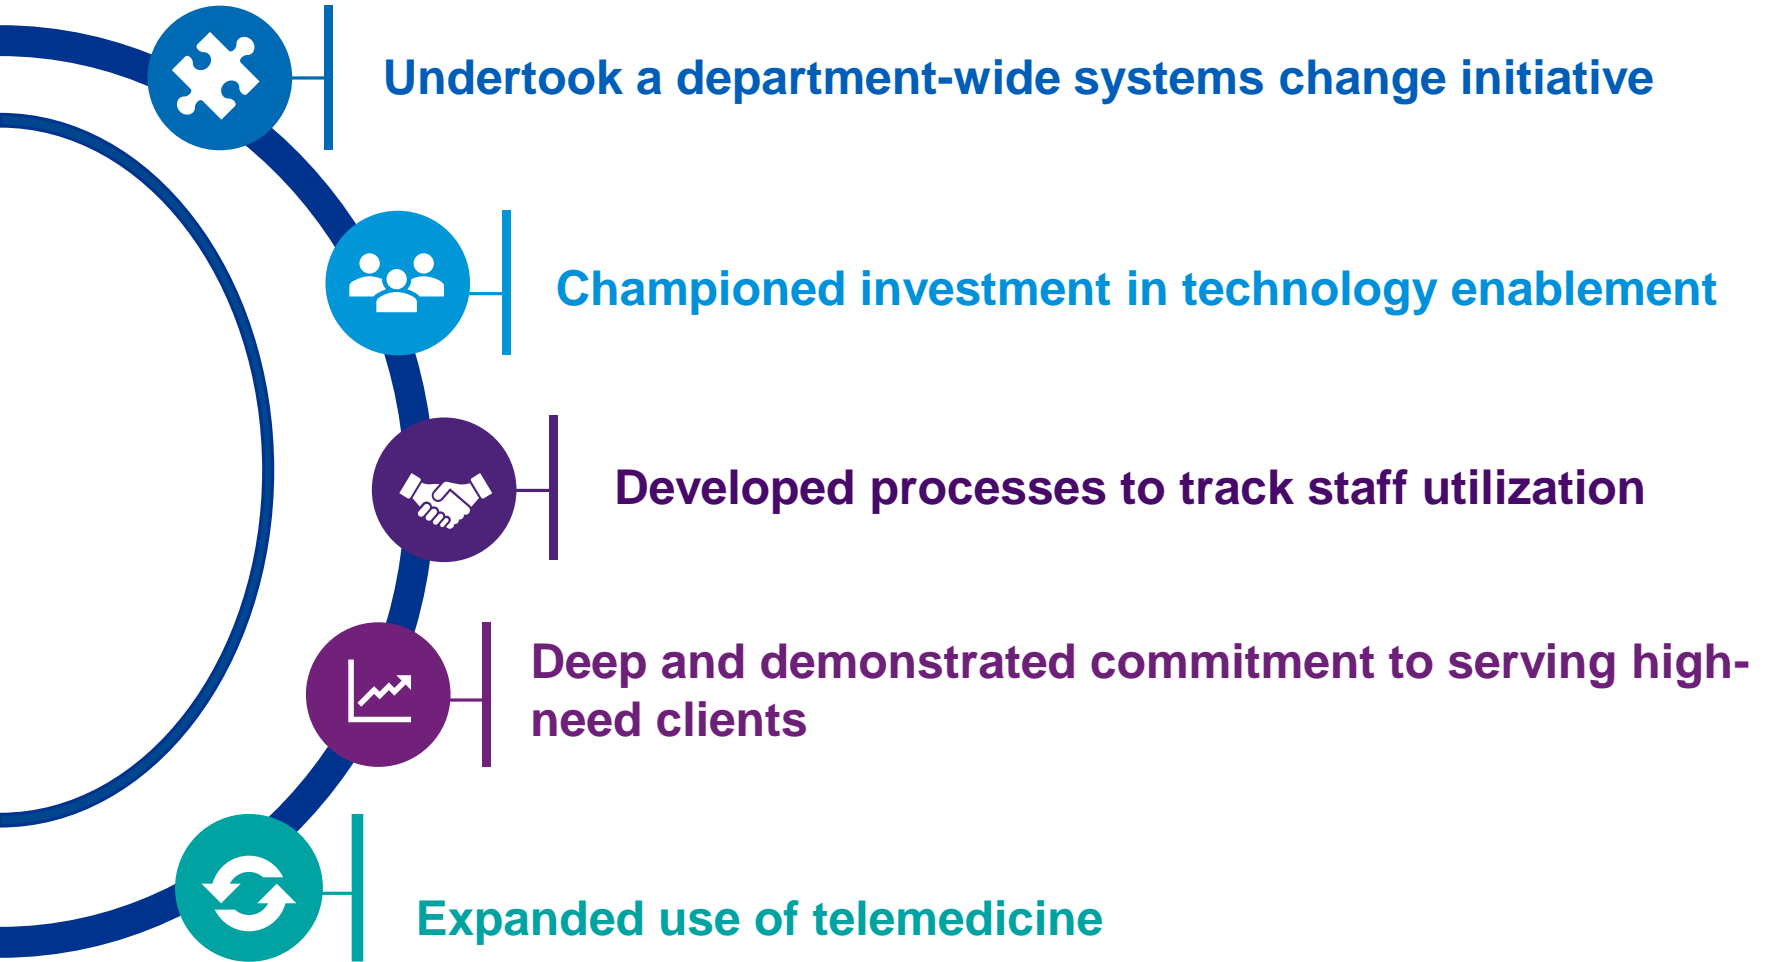 Undertook a department-wide systems change initiative
Championed investment in technology enablement
Developed processes to track staff utilization
Deep and demonstrated commitment to serving high-
need clients
Expanded use of telemedicine